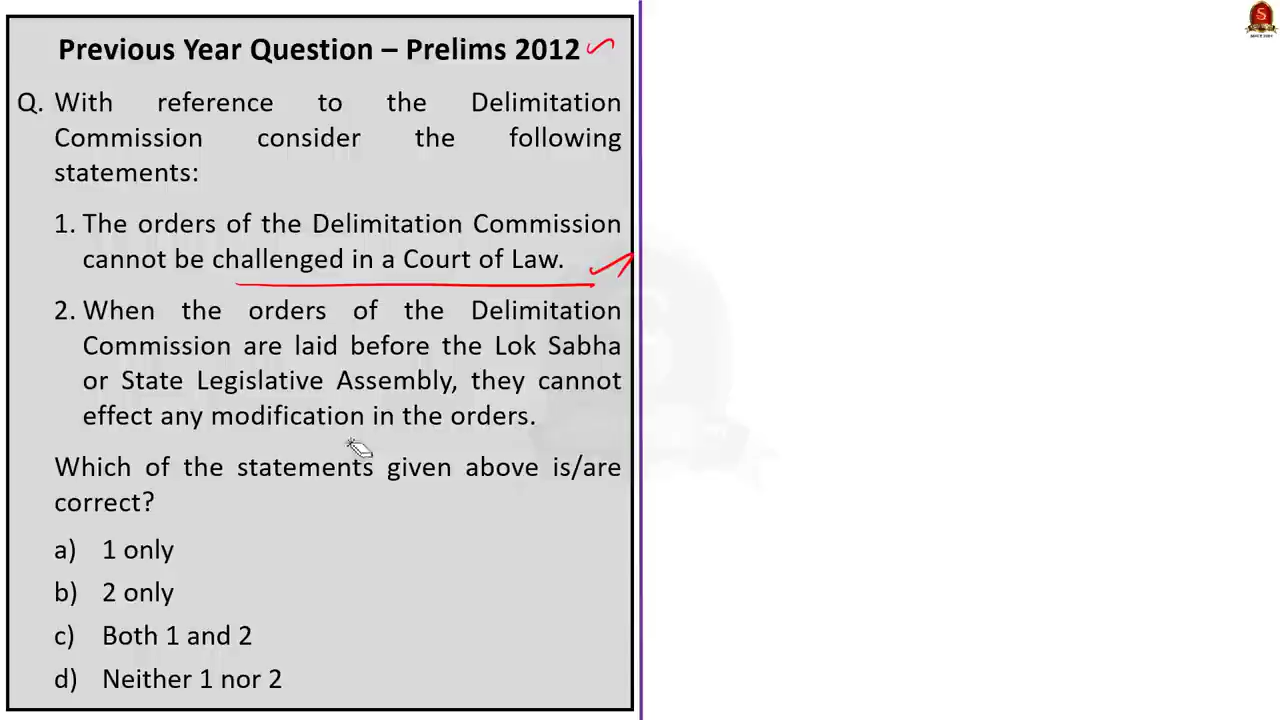 Previous Year Question – Prelims 2012
Q. With reference to the Delimitation
Commission consider the following
statements:
1. The orders of the Delimitation Commission
cannot be challenged in a Court of Law.
2. When the orders of the Delimitation
Commission are laid before the Lok Sabha
or State Legislative Assembly, they cannot
effect any modification in the orders.
Which of the statements given above is/are
correct?
a) 1 only
b) 2 only
c) Both 1 and 2
d) Neither 1 nor 2